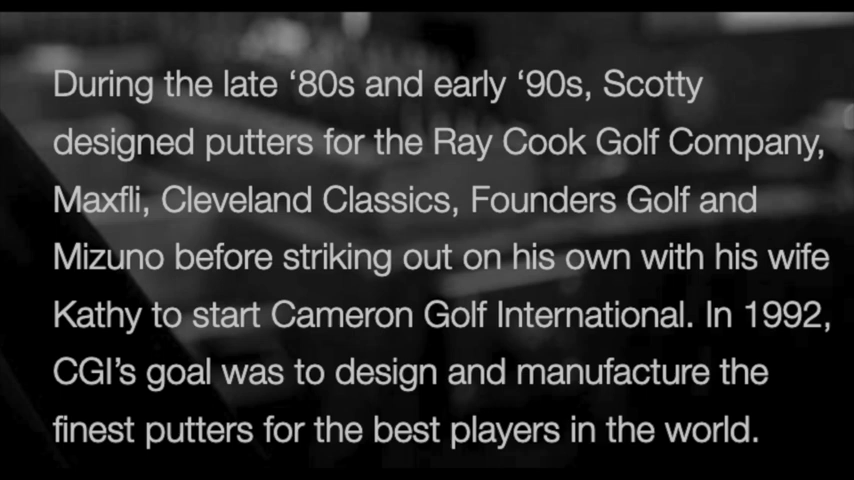 During the late ‘80s and early ‘90s, Scotty
designed putters for the Ray Cook Golf Company,
Maxfli, Cleveland Classics, Founders Golf and
Mizuno before striking out on his own with his wife
Kathy to start Cameron Golf International. In 1992,
CGI’s goal was to design and manufacture the
finest putters for the best players in the world.